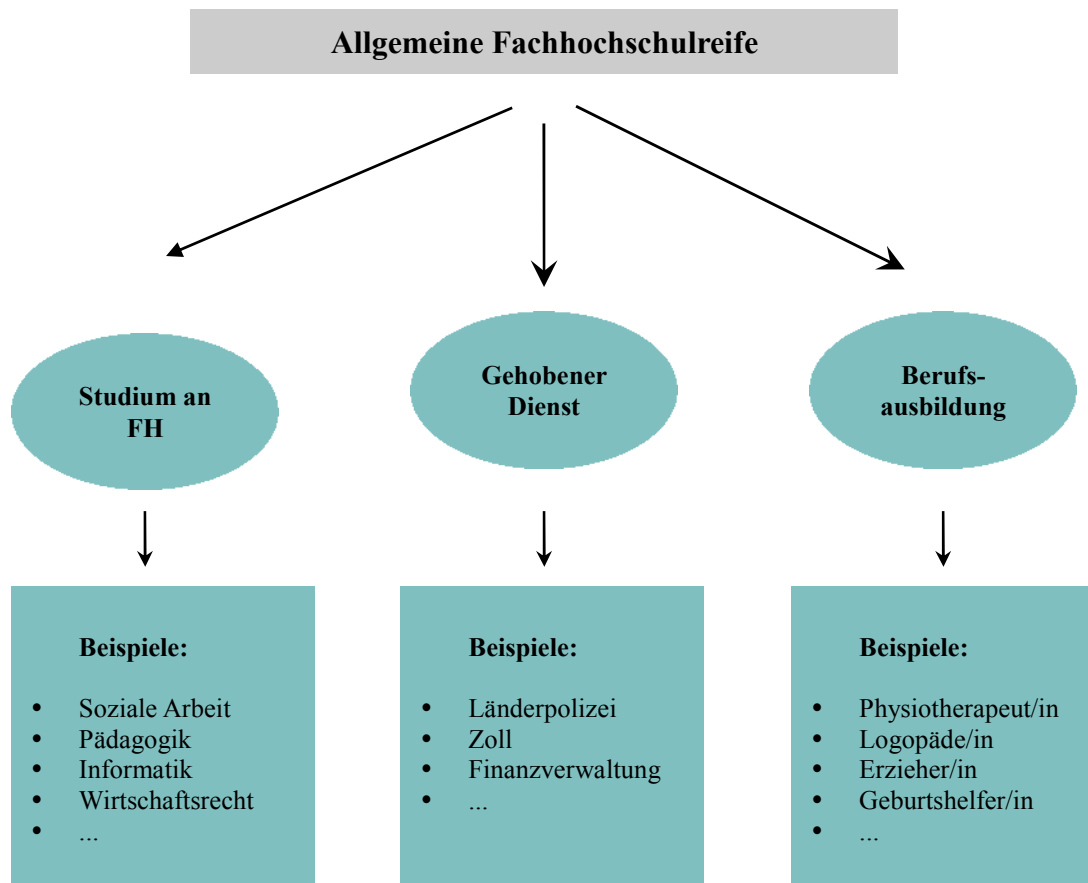 Allgemeine Fachhochschulreife
Studium an
FH
Gehobener
Dienst
Berufs-
ausbildung
Beispiele:
• Soziale Arbeit
• Pädagogik
• Informatik
• Wirtschaftsrecht
• ...
Beispiele:
• Länderpolizei
• Zoll
• Finanzverwaltung
• ...
Beispiele:
• Physiotherapeut/in
• Logopäde/in
• Erzieher/in
• Geburtshelfer/in
• ...